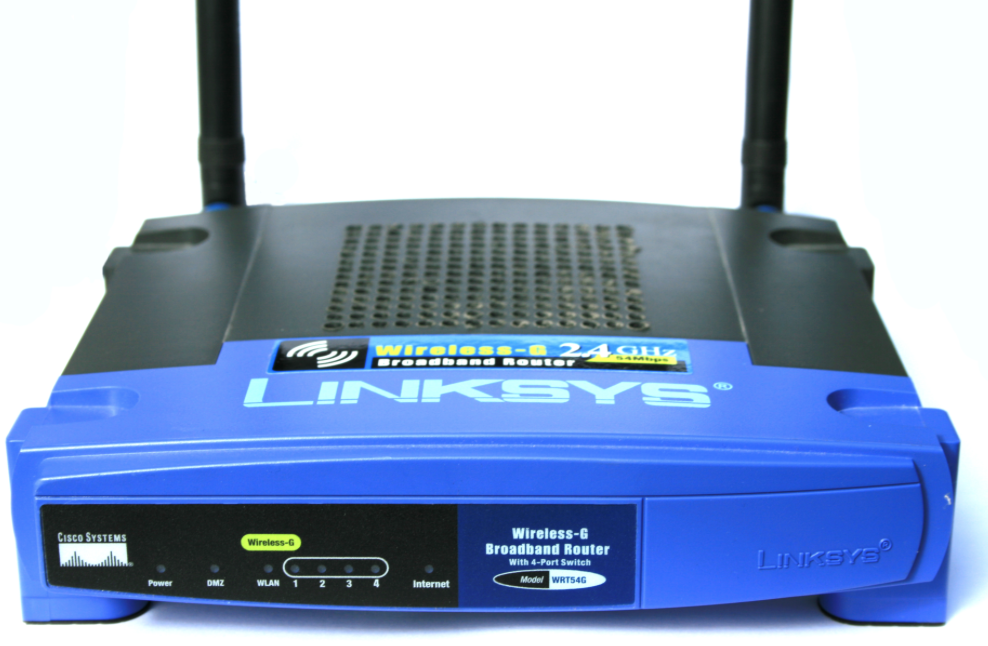 Wireless-G 2.4GHz
Broadband Router 54Mbps
LINKSYS®
CISCO SYSTEMS
Wireless-G
Power DMZ WLAN 1 2 3 4 Internet
Wireless-G
Broadband Router
With 4-Port Switch
Model WRT54G
LINKSYS®